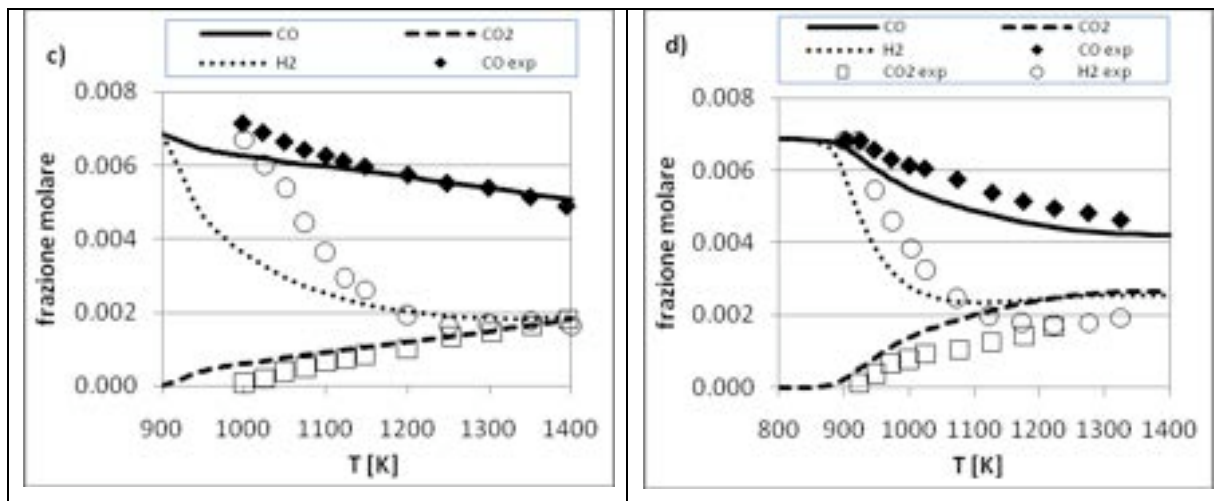 c)
CO CO2
H2 CO exp
0.008
0.006
0.004
0.002
0.000
frazione molare
900 1000 1100 1200 1300 1400
T [K]
d)
CO CO2
H2 CO exp
CO2 exp H2 exp
0.008
0.006
0.004
0.002
0.000
frazione molare
800 900 1000 1100 1200 1300 1400
T [K]